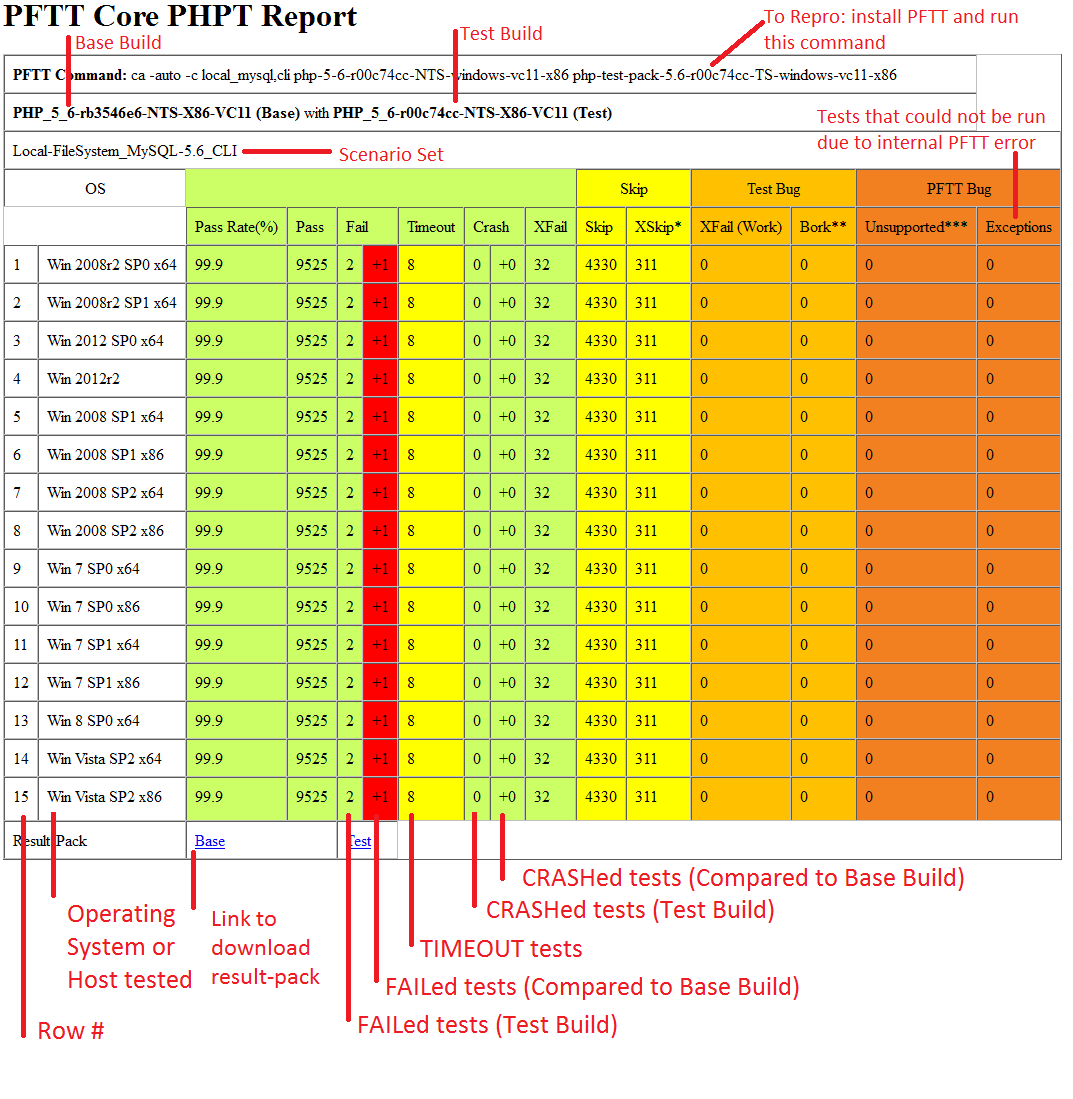 PFTT Core PHPT Report
Base Build
Test Build
To Repro: install PFTT and run
this command
PFTT Command: ca -auto -c local_mysql,cli php-5-6-r00c74cc-NTS-windows-vc11-x86 php-test-pack-5.6-r00c74cc-TS-windows-vc11-x86
PHP_5_6-rb3546e6-NTS-X86-VC11 (Base) with PHP_5_6-r00c74cc-NTS-X86-VC11 (Test)
Tests that could not be run
due to internal PFTT error
Local-FileSystem_MySQL-5.6_CLI
Scenario Set
OS Skip Test Bug PFTT Bug
Pass Rate(%) Pass Fail Timeout Crash XFail Skip XSkip* XFail (Work) Bork** Unsupported*** Exceptions
1 Win 2008r2 SP0 x64 99.9 9525 2 +1 8 0 +0 32 4330 311 0 0 0 0
2 Win 2008r2 SP1 x64 99.9 9525 2 +1 8 0 +0 32 4330 311 0 0 0 0
3 Win 2012 SP0 x64 99.9 9525 2 +1 8 0 +0 32 4330 311 0 0 0 0
4 Win 2012r2 99.9 9525 2 +1 8 0 +0 32 4330 311 0 0 0 0
5 Win 2008 SP1 x64 99.9 9525 2 +1 8 0 +0 32 4330 311 0 0 0 0
6 Win 2008 SP1 x86 99.9 9525 2 +1 8 0 +0 32 4330 311 0 0 0 0
7 Win 2008 SP2 x64 99.9 9525 2 +1 8 0 +0 32 4330 311 0 0 0 0
8 Win 2008 SP2 x86 99.9 9525 2 +1 8 0 +0 32 4330 311 0 0 0 0
9 Win 7 SP0 x64 99.9 9525 2 +1 8 0 +0 32 4330 311 0 0 0 0
10 Win 7 SP0 x86 99.9 9525 2 +1 8 0 +0 32 4330 311 0 0 0 0
11 Win 7 SP1 x64 99.9 9525 2 +1 8 0 +0 32 4330 311 0 0 0 0
12 Win 7 SP1 x86 99.9 9525 2 +1 8 0 +0 32 4330 311 0 0 0 0
13 Win 8 SP0 x64 99.9 9525 2 +1 8 0 +0 32 4330 311 0 0 0 0
14 Win Vista SP2 x64 99.9 9525 2 +1 8 0 +0 32 4330 311 0 0 0 0
15 Win Vista SP2 x86 99.9 9525 2 +1 8 0 +0 32 4330 311 0 0 0 0
Result Pack Base Test
CRASHed tests (Compared to Base Build)
CRASHed tests (Test Build)
Operating
System or
Host tested
Link to
download
result-pack
TIMEOUT tests
FAILed tests (Compared to Base Build)
FAILed tests (Test Build)
Row #